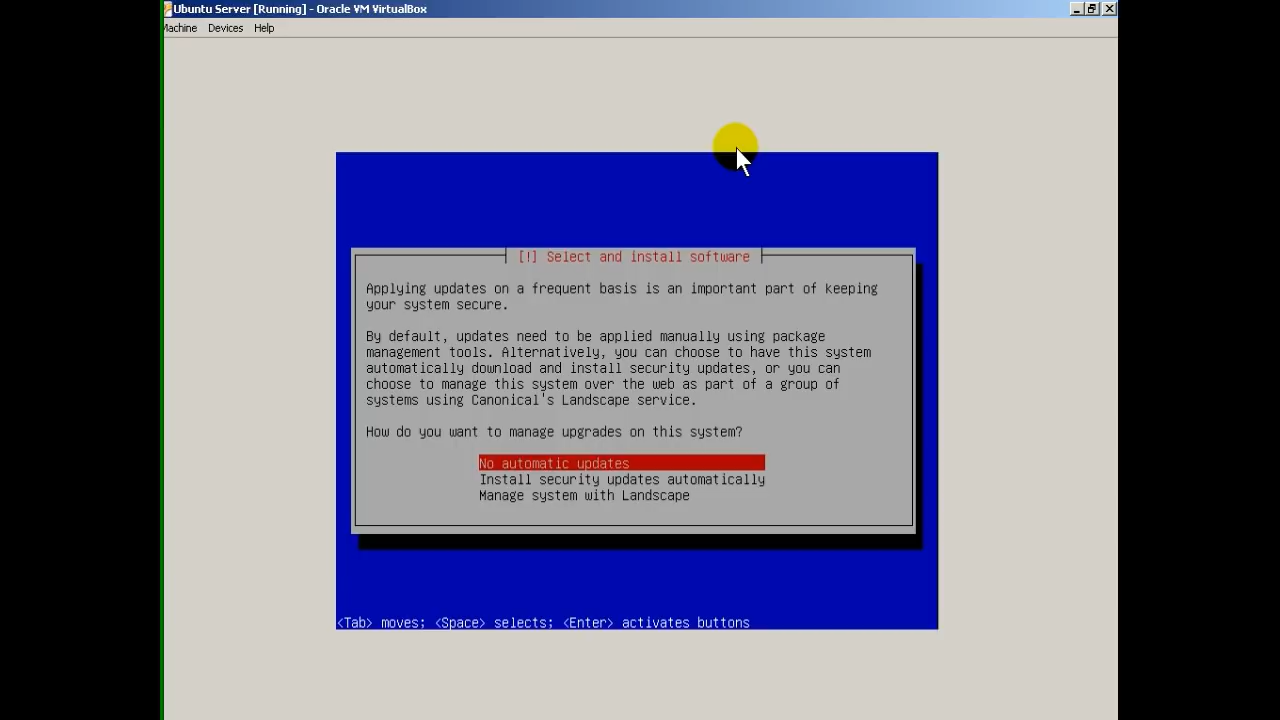 Ubuntu Server [Running] - Oracle VM VirtualBox
Machine Devices Help
[!] Select and install software
Applying updates on a frequent basis is an important part of keeping
your system secure.
By default, updates need to be applied manually using package
management tools. Alternatively, you can choose to have this system
automatically download and install security updates, or you can
choose to manage this system over the web as part of a group of
systems using Canonical's Landscape service.
How do you want to manage upgrades on this system?
No automatic updates
Install security updates automatically
Manage system with Landscape
<Tab> moves; <Space> selects; <Enter> activates buttons